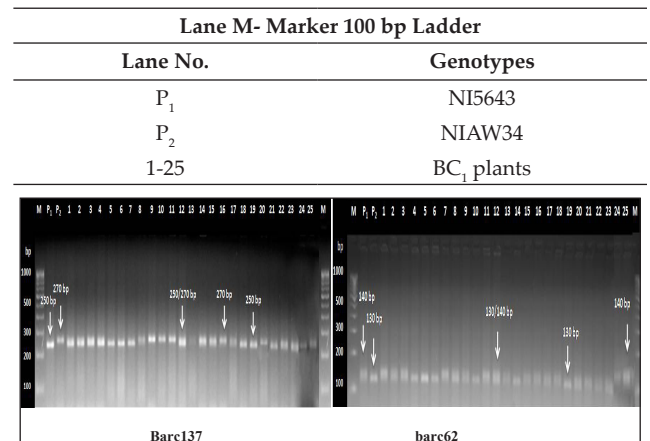 Lane M- Marker 100 bp Ladder
Lane No. Genotypes
P1 NI5643
P2 NIAW34
1-25 BC1 plants
M P1 P2 1 2 3 4 5 6 7 8 9 10 11 12 13 14 15 16 17 18 19 20 21 22 23 24 25 M
bp
1000
500
300
200
100
250 bp
270 bp
250/270 bp
270 bp
250 bp
M P1 P2 1 2 3 4 5 6 7 8 9 10 11 12 13 14 15 16 17 18 19 20 21 22 23 24 25 M
bp
1000
500
300
200
100
140 bp
130 bp
130/140 bp
130 bp
140 bp
Barc137 barc62